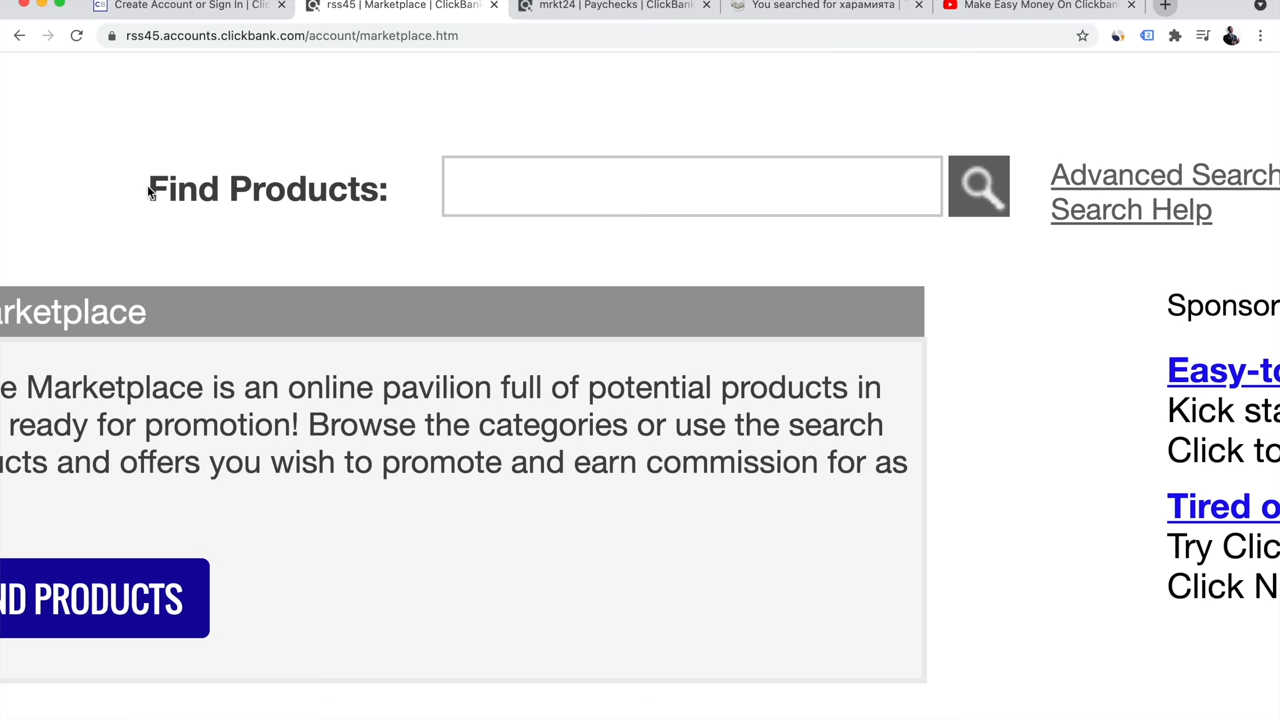 Create Account or Sign In | Clic
rss45 | Marketplace | ClickBan
mrkt24 | Paychecks | ClickBan
You searched for харамията |
Make Easy Money On Clickban
rss45.accounts.clickbank.com/account/marketplace.htm
Find Products:
Advanced Search
Search Help
arketplace
Sponsor
e Marketplace is an online pavilion full of potential products in
ready for promotion! Browse the categories or use the search
ucts and offers you wish to promote and earn commission for as
Easy-to
Kick sta
Click to
ND PRODUCTS
Tired o
Try Clic
Click N